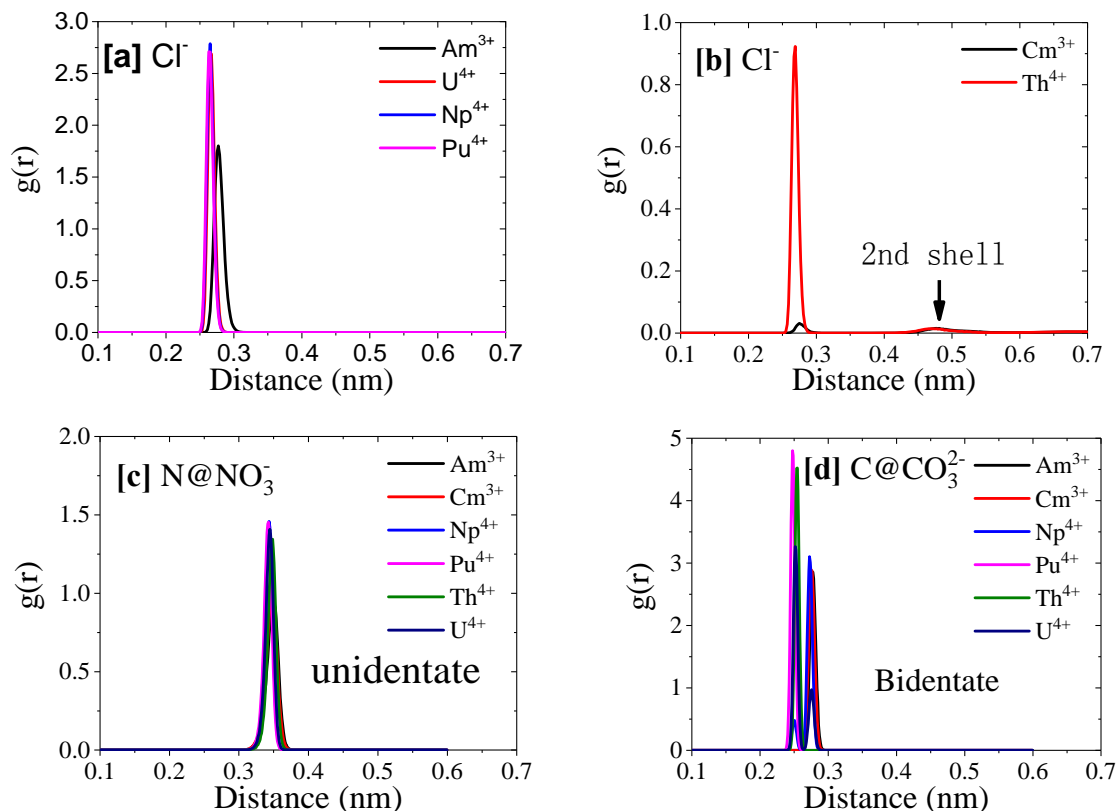 [a] Cl⁻
Am³⁺
U⁴⁺
Np⁴⁺
Pu⁴⁺
g(r)
3.0
2.5
2.0
1.5
1.0
0.5
0.0
0.1 0.2 0.3 0.4 0.5 0.6 0.7
Distance (nm)
[b] Cl⁻
Cm³⁺
Th⁴⁺
2nd shell
g(r)
1.0
0.8
0.6
0.4
0.2
0.0
0.1 0.2 0.3 0.4 0.5 0.6 0.7
Distance (nm)
[c] N@NO₃⁻
Am³⁺
Cm³⁺
Np⁴⁺
Pu⁴⁺
Th⁴⁺
U⁴⁺
unidentate
g(r)
2.0
1.5
1.0
0.5
0.0
0.1 0.2 0.3 0.4 0.5 0.6 0.7
Distance (nm)
[d] C@CO₃²⁻
Am³⁺
Cm³⁺
Np⁴⁺
Pu⁴⁺
Th⁴⁺
U⁴⁺
Bidentate
g(r)
5
4
3
2
1
0
0.1 0.2 0.3 0.4 0.5 0.6 0.7
Distance (nm)